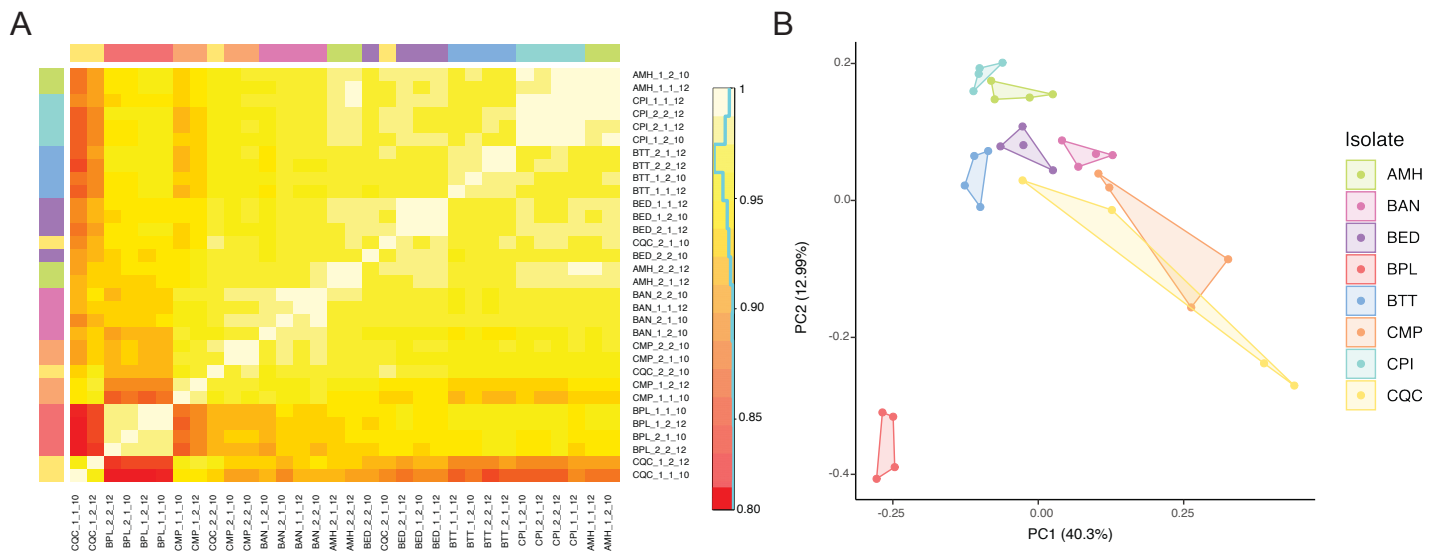 A
AMH_1_2_10
AMH_1_1_12
CPI_1_1_12
CPI_2_2_12
CPI_2_1_12
CPI_1_2_10
BTT_2_1_12
BTT_2_2_12
BTT_1_2_10
BTT_1_1_12
BED_1_1_12
BED_1_2_10
BED_2_1_12
CQC_2_1_10
BED_2_2_10
AMH_2_2_12
AMH_2_1_12
BAN_2_2_10
BAN_1_1_12
BAN_2_1_10
BAN_1_2_10
CMP_2_2_10
CMP_2_1_10
CQC_2_2_10
CMP_1_2_12
CMP_1_1_10
BPL_1_1_10
BPL_1_2_12
BPL_2_1_10
BPL_2_2_12
CQC_1_2_12
CQC_1_1_10
CQC_1_1_10
CQC_1_2_12
BPL_2_2_12
BPL_2_1_10
BPL_1_2_12
BPL_1_1_10
CMP_1_1_10
CMP_1_2_12
CQC_2_2_10
CMP_2_1_10
CMP_2_2_10
BAN_1_2_10
BAN_2_1_10
BAN_1_1_12
BAN_2_2_10
AMH_2_1_12
AMH_2_2_12
BED_2_2_10
CQC_2_1_10
BED_2_1_12
BED_1_2_10
BED_1_1_12
BTT_1_1_12
BTT_1_2_10
BTT_2_2_12
BTT_2_1_12
CPI_1_2_10
CPI_2_1_12
CPI_2_2_12
CPI_1_1_12
AMH_1_1_12
AMH_1_2_10
1
0.95
0.90
0.85
0.80
B
0.2
0.0
-0.2
-0.4
PC2 (12.99%)
-0.25
0.00
0.25
PC1 (40.3%)
Isolate
AMH
BAN
BED
BPL
BTT
CMP
CPI
CQC